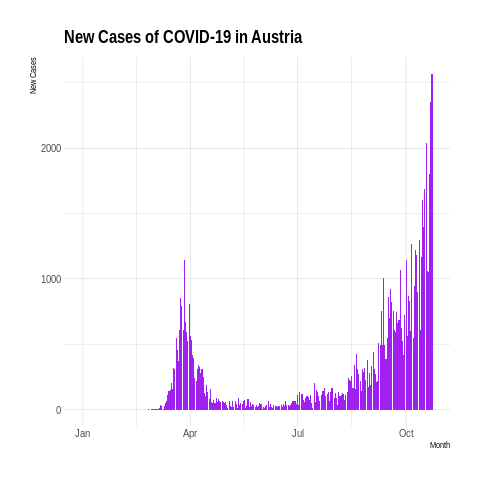 New Cases of COVID-19 in Austria
New Cases
2000
1000
0
Jan Apr Jul Oct
Month